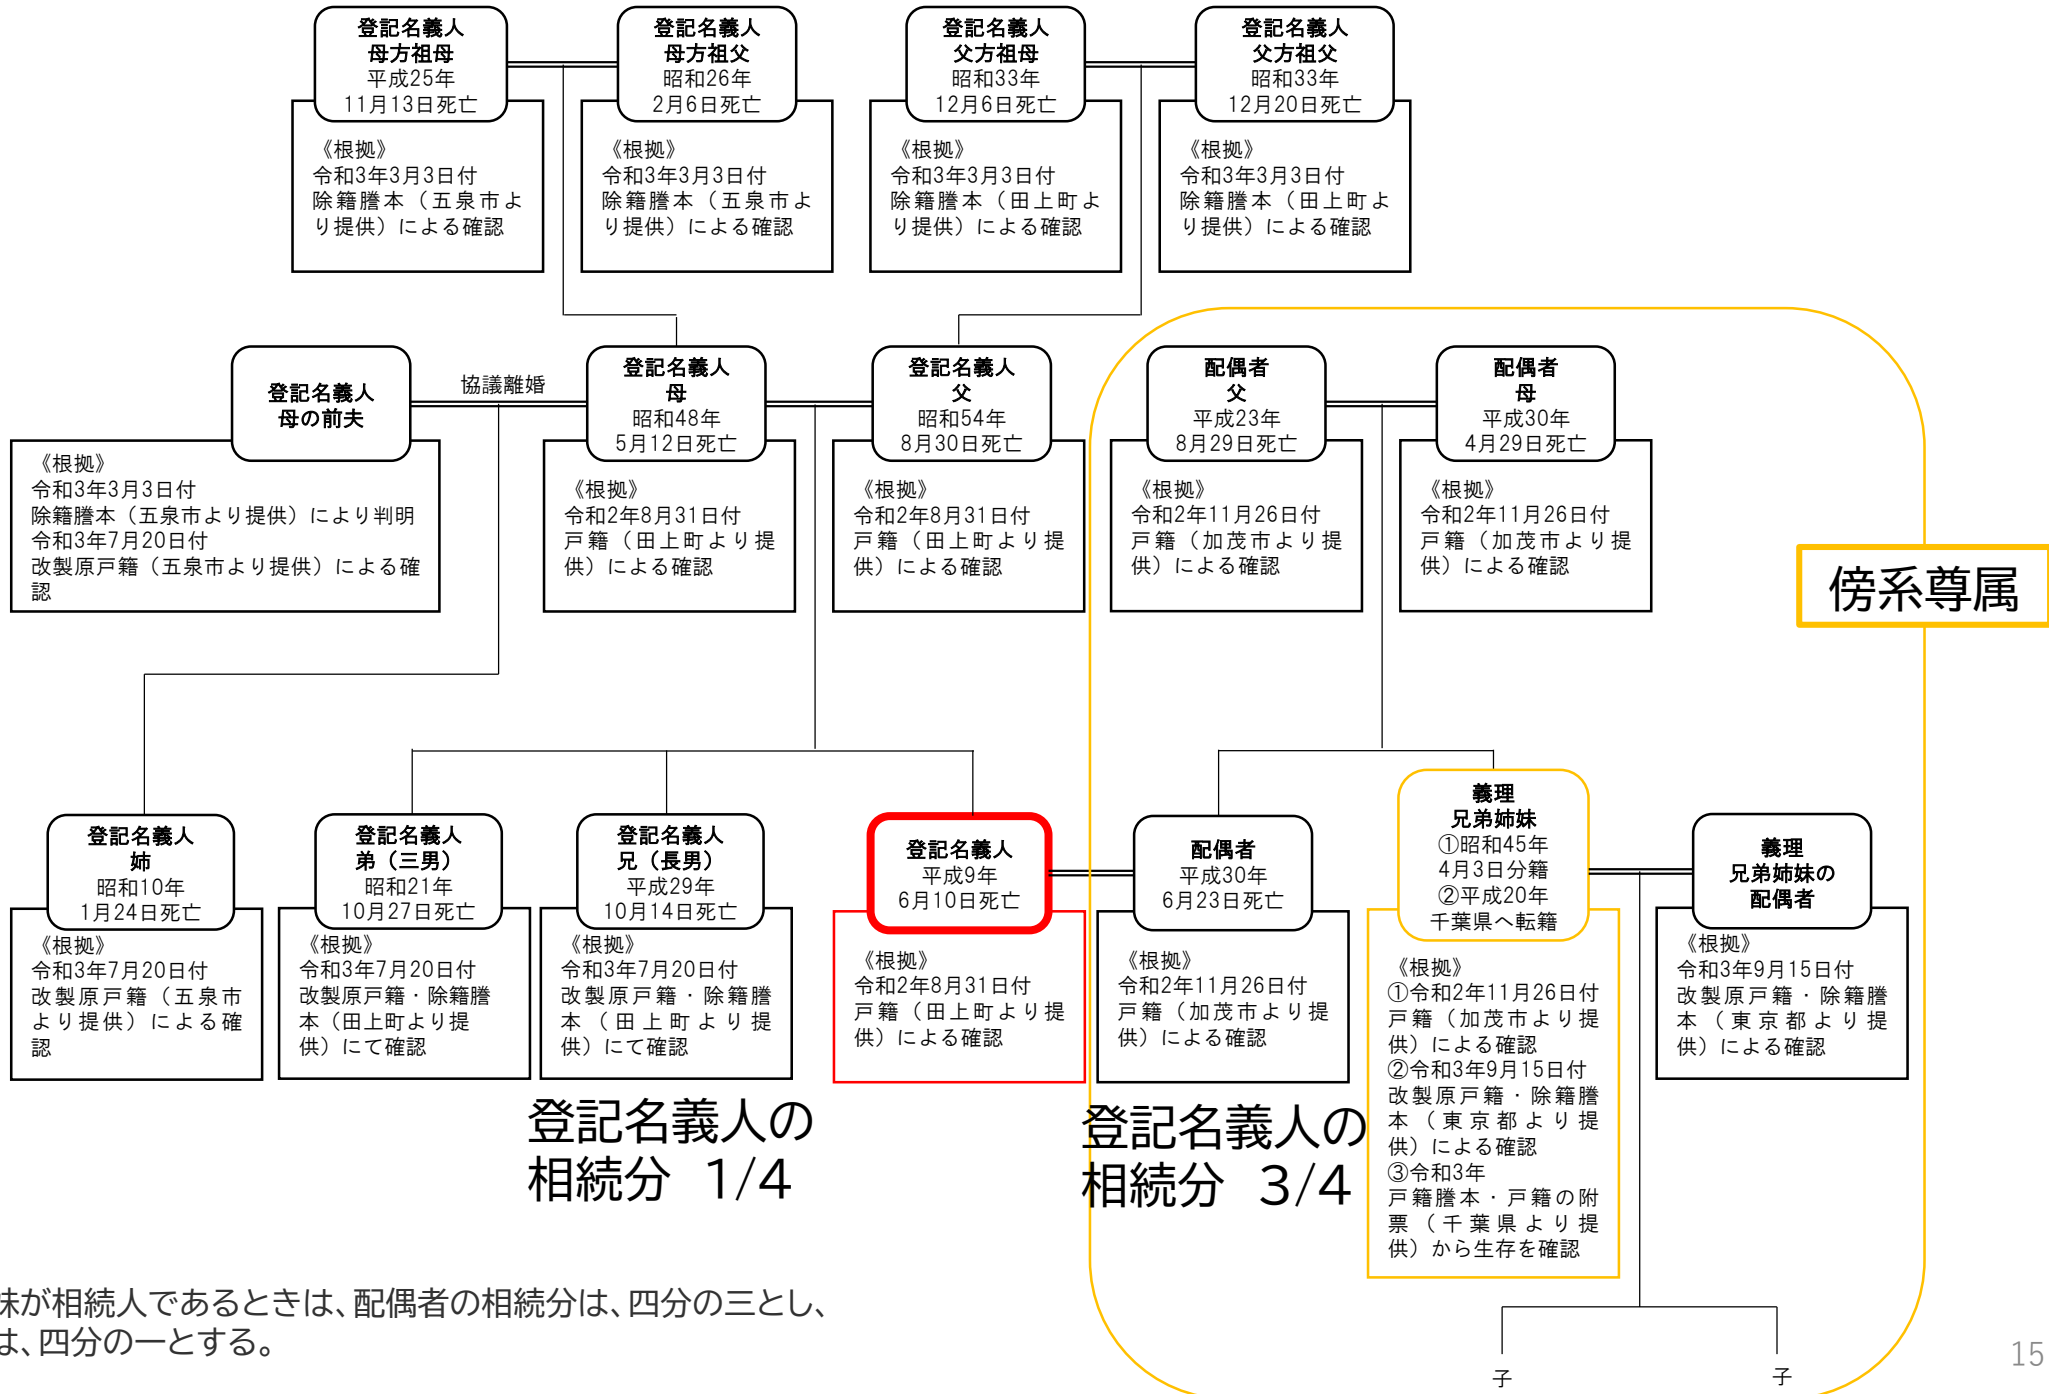 登記名義人
母方祖母
平成25年
11月13日死亡
《根拠》
令和3年3月3日付
除籍謄本（五泉市よ
り提供）による確認
登記名義人
母方祖父
昭和26年
2月6日死亡
《根拠》
令和3年3月3日付
除籍謄本（五泉市よ
り提供）による確認
登記名義人
父方祖母
昭和33年
12月6日死亡
《根拠》
令和3年3月3日付
除籍謄本（田上町よ
り提供）による確認
登記名義人
父方祖父
昭和33年
12月20日死亡
《根拠》
令和3年3月3日付
除籍謄本（田上町よ
り提供）による確認
登記名義人
母の前夫
《根拠》
令和3年3月3日付
除籍謄本（五泉市より提供）により判明
令和3年7月20日付
改製原戸籍（五泉市より提供）による確
認
協議離婚
登記名義人
母
昭和48年
5月12日死亡
《根拠》
令和2年8月31日付
戸籍（田上町より提
供）による確認
登記名義人
父
昭和54年
8月30日死亡
《根拠》
令和2年8月31日付
戸籍（田上町より提
供）による確認
配偶者
父
平成23年
8月29日死亡
《根拠》
令和2年11月26日付
戸籍（加茂市より提
供）による確認
配偶者
母
平成30年
4月29日死亡
《根拠》
令和2年11月26日付
戸籍（加茂市より提
供）による確認
傍系尊属
登記名義人
姉
昭和10年
1月24日死亡
《根拠》
令和3年7月20日付
改製原戸籍（五泉市
より提供）による確
認
登記名義人
弟（三男）
昭和21年
10月27日死亡
《根拠》
令和3年7月20日付
改製原戸籍・除籍謄
本（田上町より提
供）にて確認
登記名義人
兄（長男）
平成29年
10月14日死亡
《根拠》
令和3年7月20日付
改製原戸籍・除籍謄
本（田上町より提
供）にて確認
登記名義人
平成9年
6月10日死亡
《根拠》
令和2年8月31日付
戸籍（田上町より提
供）による確認
配偶者
平成30年
6月23日死亡
《根拠》
令和2年11月26日付
戸籍（加茂市より提
供）による確認
義理
兄弟姉妹
①昭和45年
4月3日分籍
②平成20年
千葉県へ転籍
《根拠》
①令和2年11月26日付
戸籍（加茂市より提
供）による確認
②令和3年9月15日付
改製原戸籍・除籍謄
本（東京都より提
供）による確認
③令和3年
戸籍謄本・戸籍の附
票（千葉県より提
供）から生存を確認
義理
兄弟姉妹の
配偶者
《根拠》
令和3年9月15日付
改製原戸籍・除籍謄
本（東京都より提
供）による確認
登記名義人の
相続分 1/4
登記名義人の
相続分 3/4
妹が相続人であるときは、配偶者の相続分は、四分の三とし、
は、四分の一とする。
子
子
15